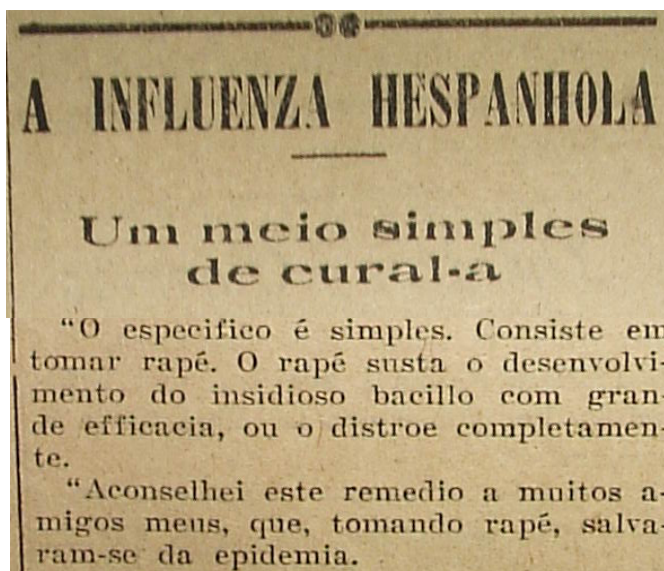 A INFLUENZA HESPANHOLA
Um meio simples
de cural-a
“O especifico é simples. Consiste em
tomar rapé. O rapé susta o desenvolvi-
mento do insidioso bacillo com gran-
de efficacia, ou o distroe completamen-
te.
“Aconselhei este remedio a muitos a-
migos meus, que, tomando rapé, salva-
ram-se da epidemia.